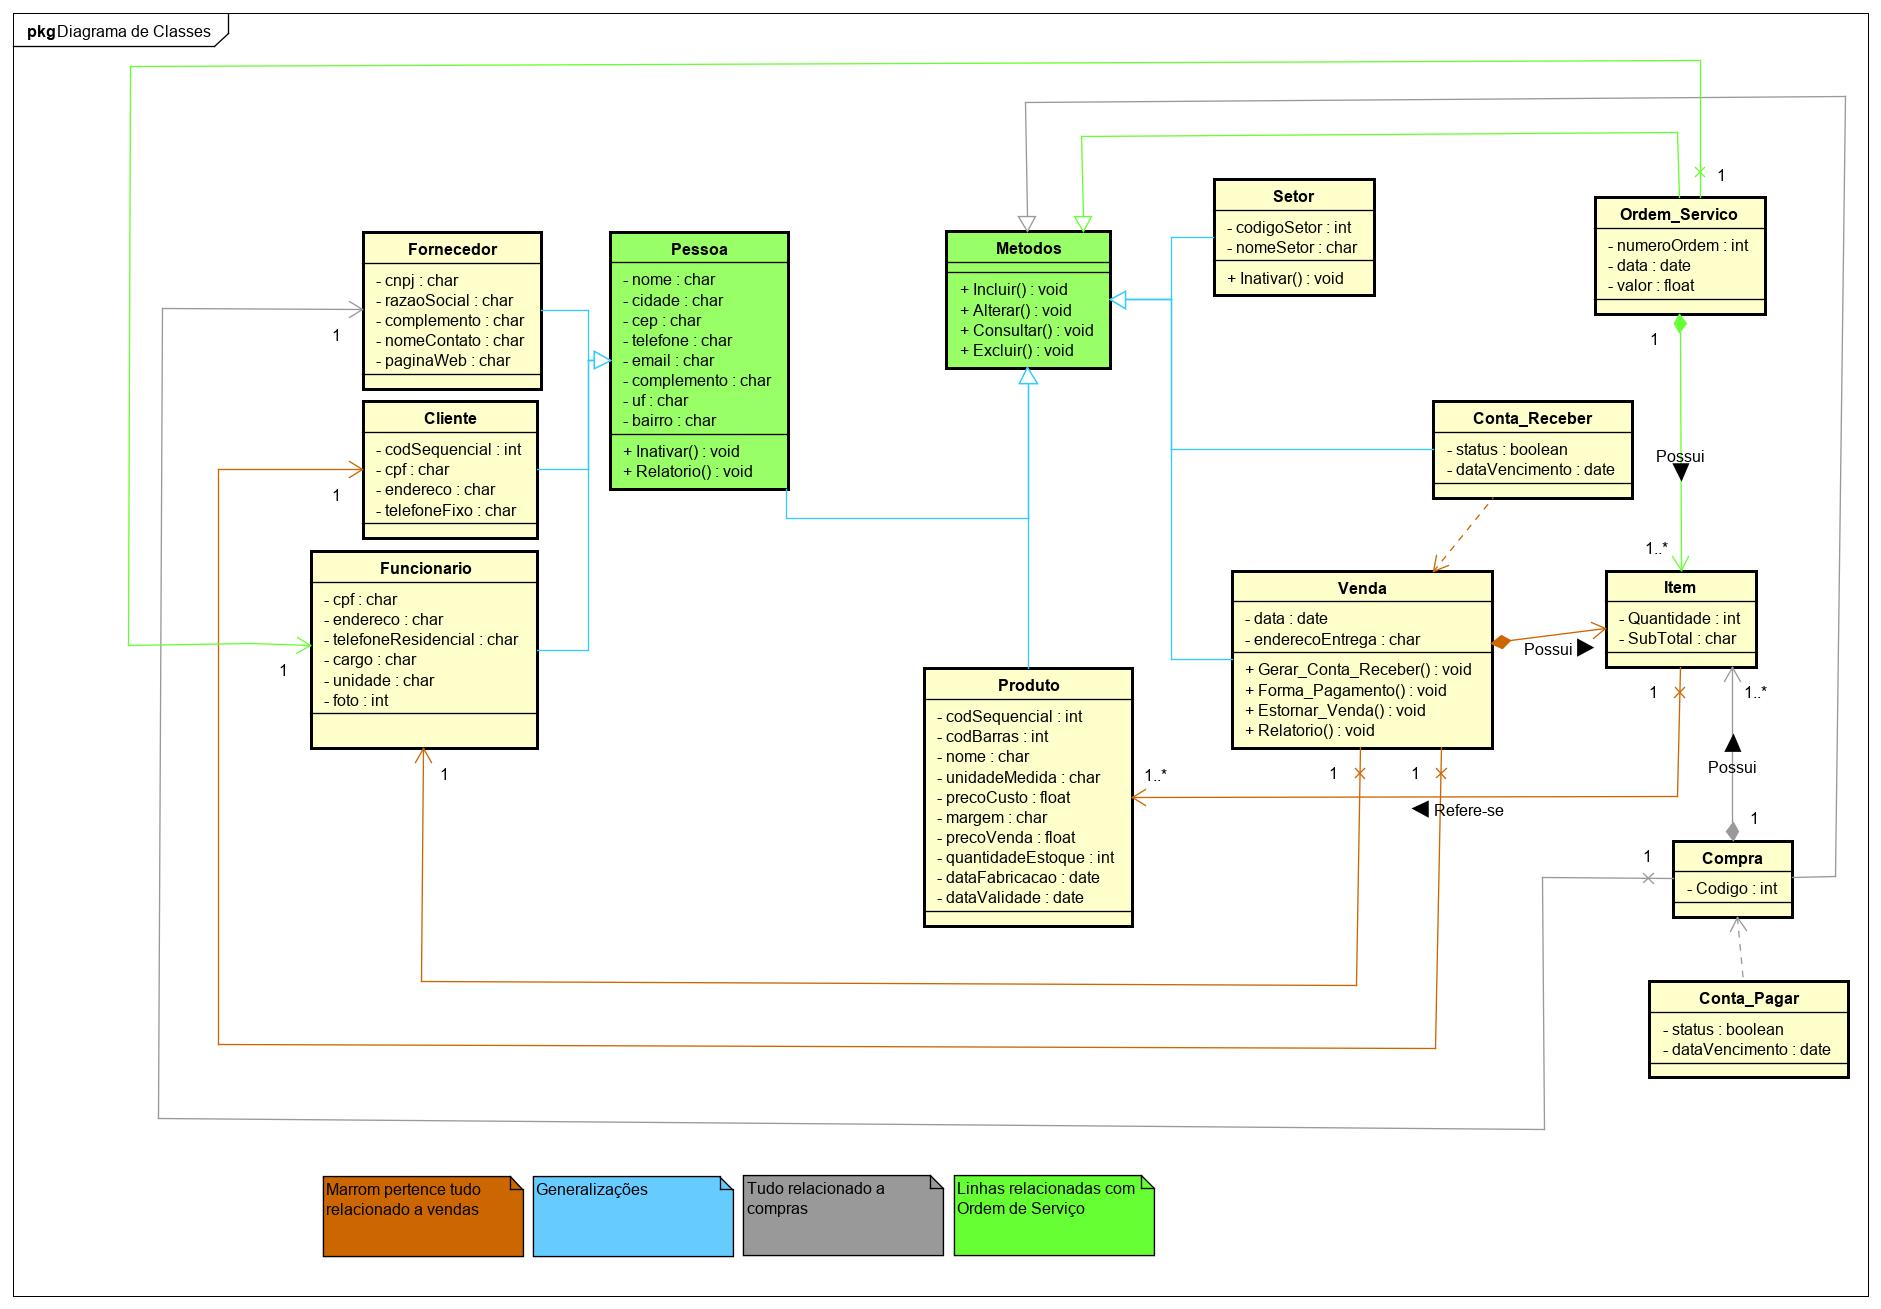 pkg Diagrama de Classes
Fornecedor
- cnpj : char
- razaoSocial : char
- complemento : char
- nomeContato : char
- paginaWeb : char
1
Cliente
- codSequencial : int
- cpf : char
- endereco : char
- telefoneFixo : char
1
Funcionario
- cpf : char
- endereco : char
- telefoneResidencial : char
- cargo : char
- unidade : char
- foto : int
1
1
Pessoa
- nome : char
- cidade : char
- cep : char
- telefone : char
- email : char
- complemento : char
- uf : char
- bairro : char
+ Inativar() : void
+ Relatorio() : void
Metodos
+ Incluir() : void
+ Alterar() : void
+ Consultar() : void
+ Excluir() : void
Setor
- codigoSetor : int
- nomeSetor : char
+ Inativar() : void
1
Ordem_Servico
- numeroOrdem : int
- data : date
- valor : float
1
Possui
1..*
Conta_Receber
- status : boolean
- dataVencimento : date
Venda
- data : date
- enderecoEntrega : char
+ Gerar_Conta_Receber() : void
+ Forma_Pagamento() : void
+ Estornar_Venda() : void
+ Relatorio() : void
1
1
Possui
Item
- Quantidade : int
- SubTotal : char
1
1..*
Possui
1
Produto
- codSequencial : int
- codBarras : int
- nome : char
- unidadeMedida : char
- precoCusto : float
- margem : char
- precoVenda : float
- quantidadeEstoque : int
- dataFabricacao : date
- dataValidade : date
1..*
Refere-se
1
Compra
- Codigo : int
Conta_Pagar
- status : boolean
- dataVencimento : date
Marrom pertence tudo
relacionado a vendas
Generalizações
Tudo relacionado a
compras
Linhas relacionadas com
Ordem de Serviço